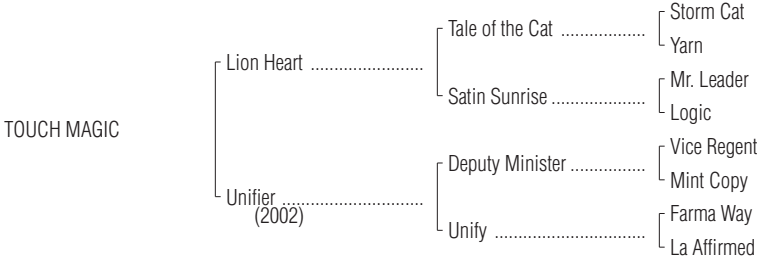 Storm Cat
Tale of the Cat ...................
Yarn
Lion Heart .........................
Mr. Leader
Satin Sunrise .....................
Logic
TOUCH MAGIC
Vice Regent
Deputy Minister .................
Mint Copy
Unifier ................................
(2002)
Farma Way
Unify .................................
La Affirmed